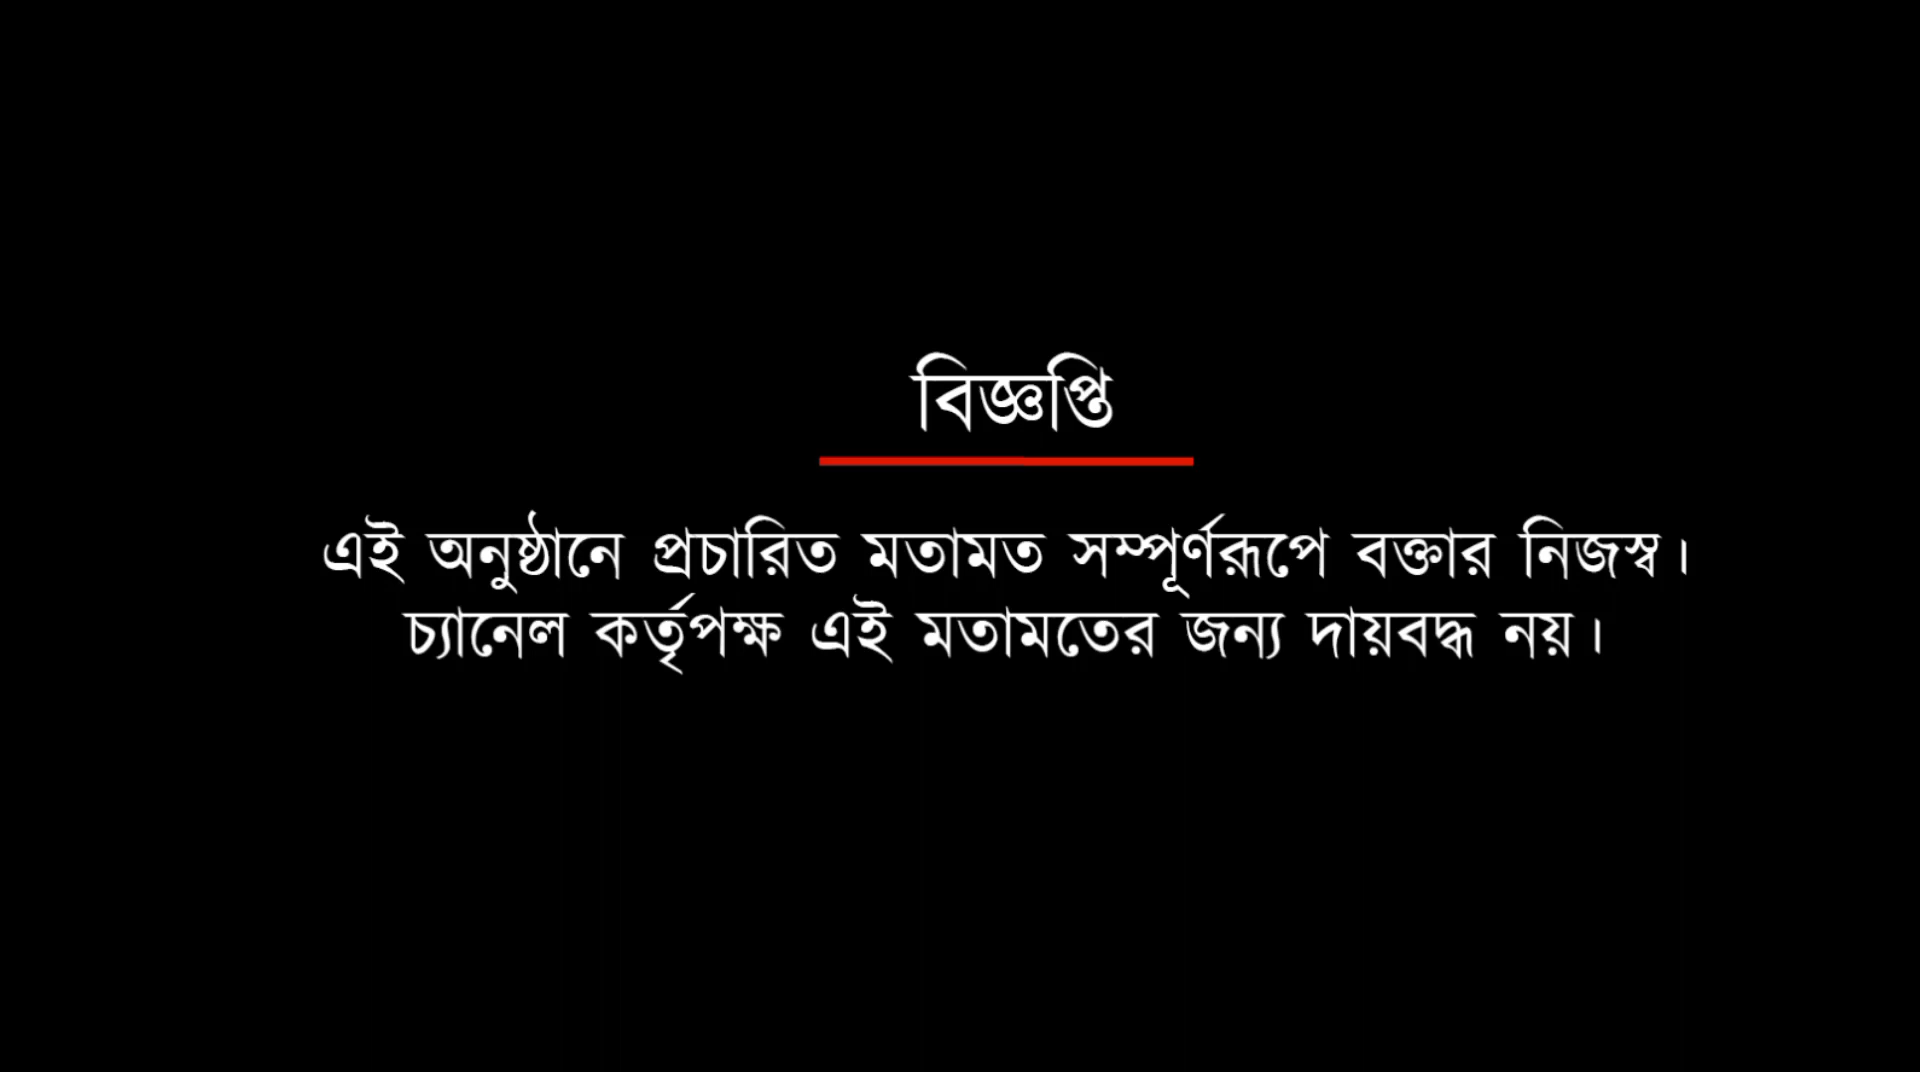 বিজ্ঞপ্তি
এই অনুষ্ঠানে প্রচারিত মতামত সম্পূর্ণরূপে বক্তার নিজস্ব।
চ্যানেল কর্তৃপক্ষ এই মতামতের জন্য দায়বদ্ধ নয়।